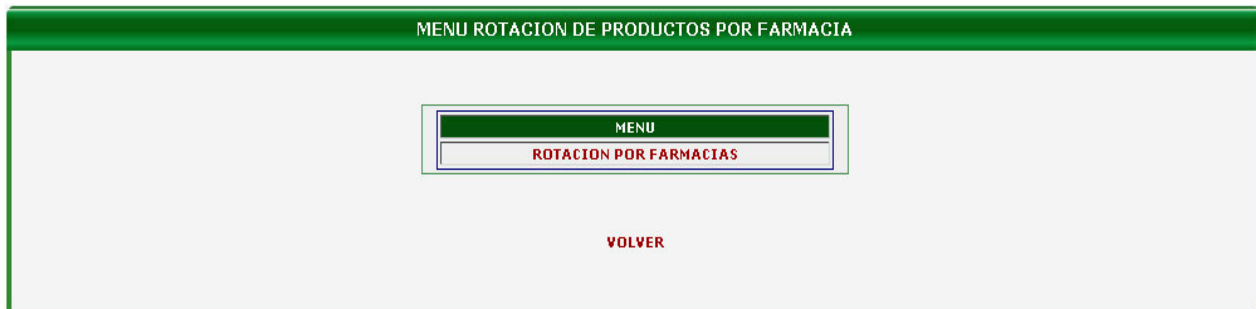 MENU ROTACION DE PRODUCTOS POR FARMACIA
MENU
ROTACION POR FARMACIAS
VOLVER